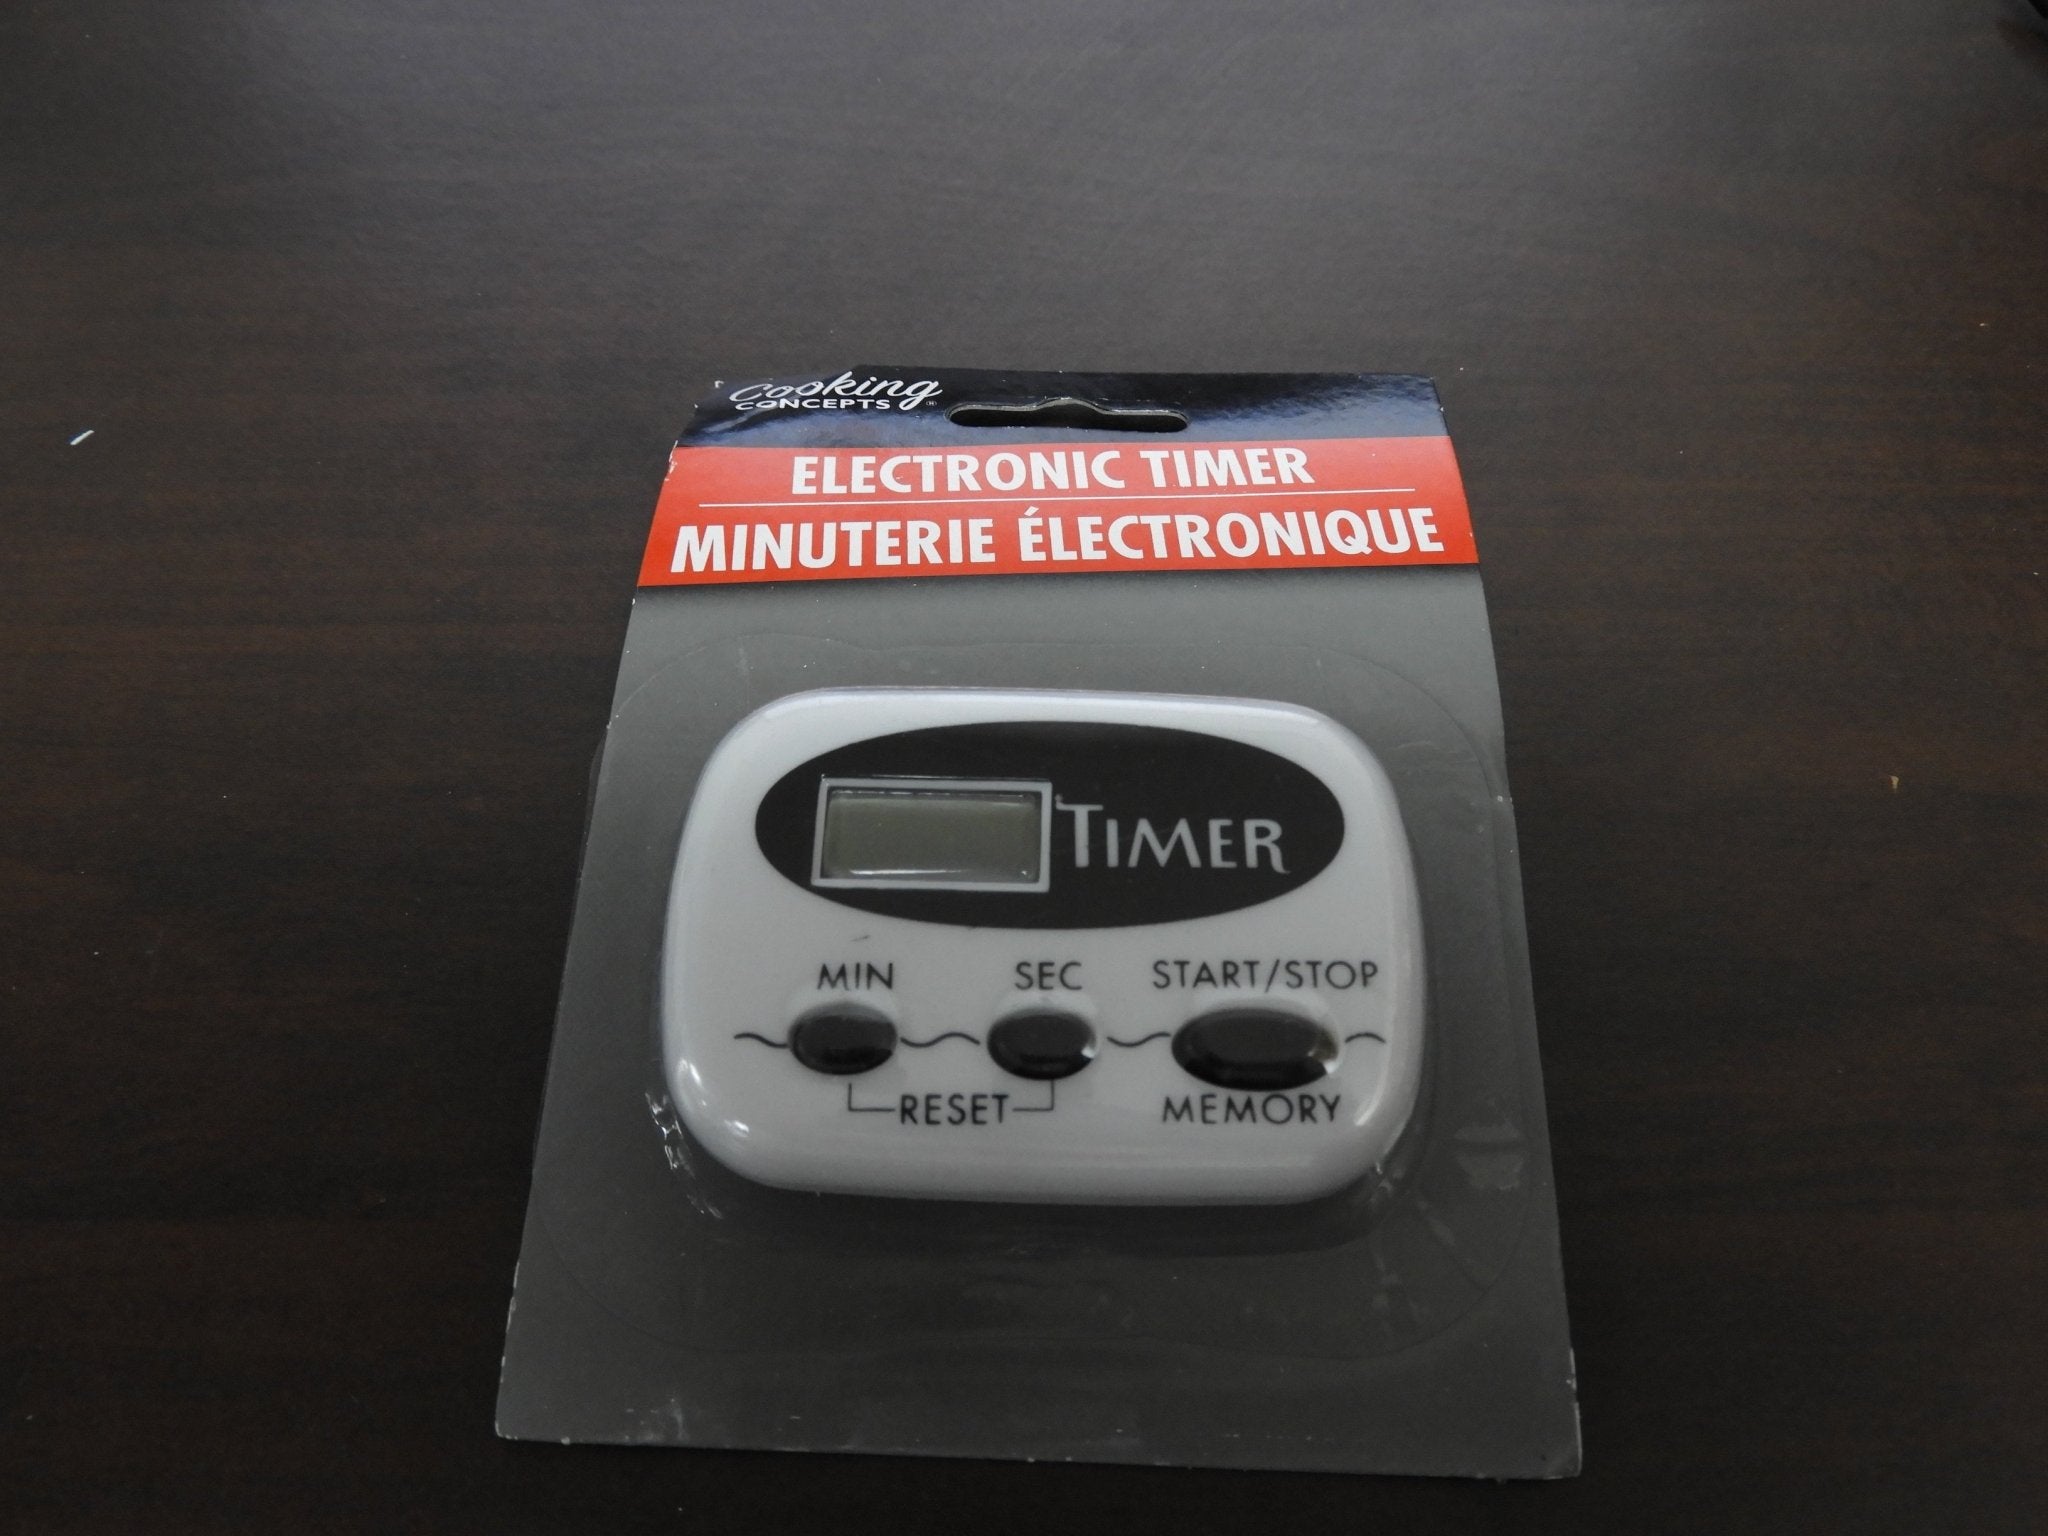 Cooking
CONCEPTS®
ELECTRONIC TIMER
MINUTERIE ÉLECTRONIQUE
TIMER
MIN SEC START/STOP
RESET MEMORY